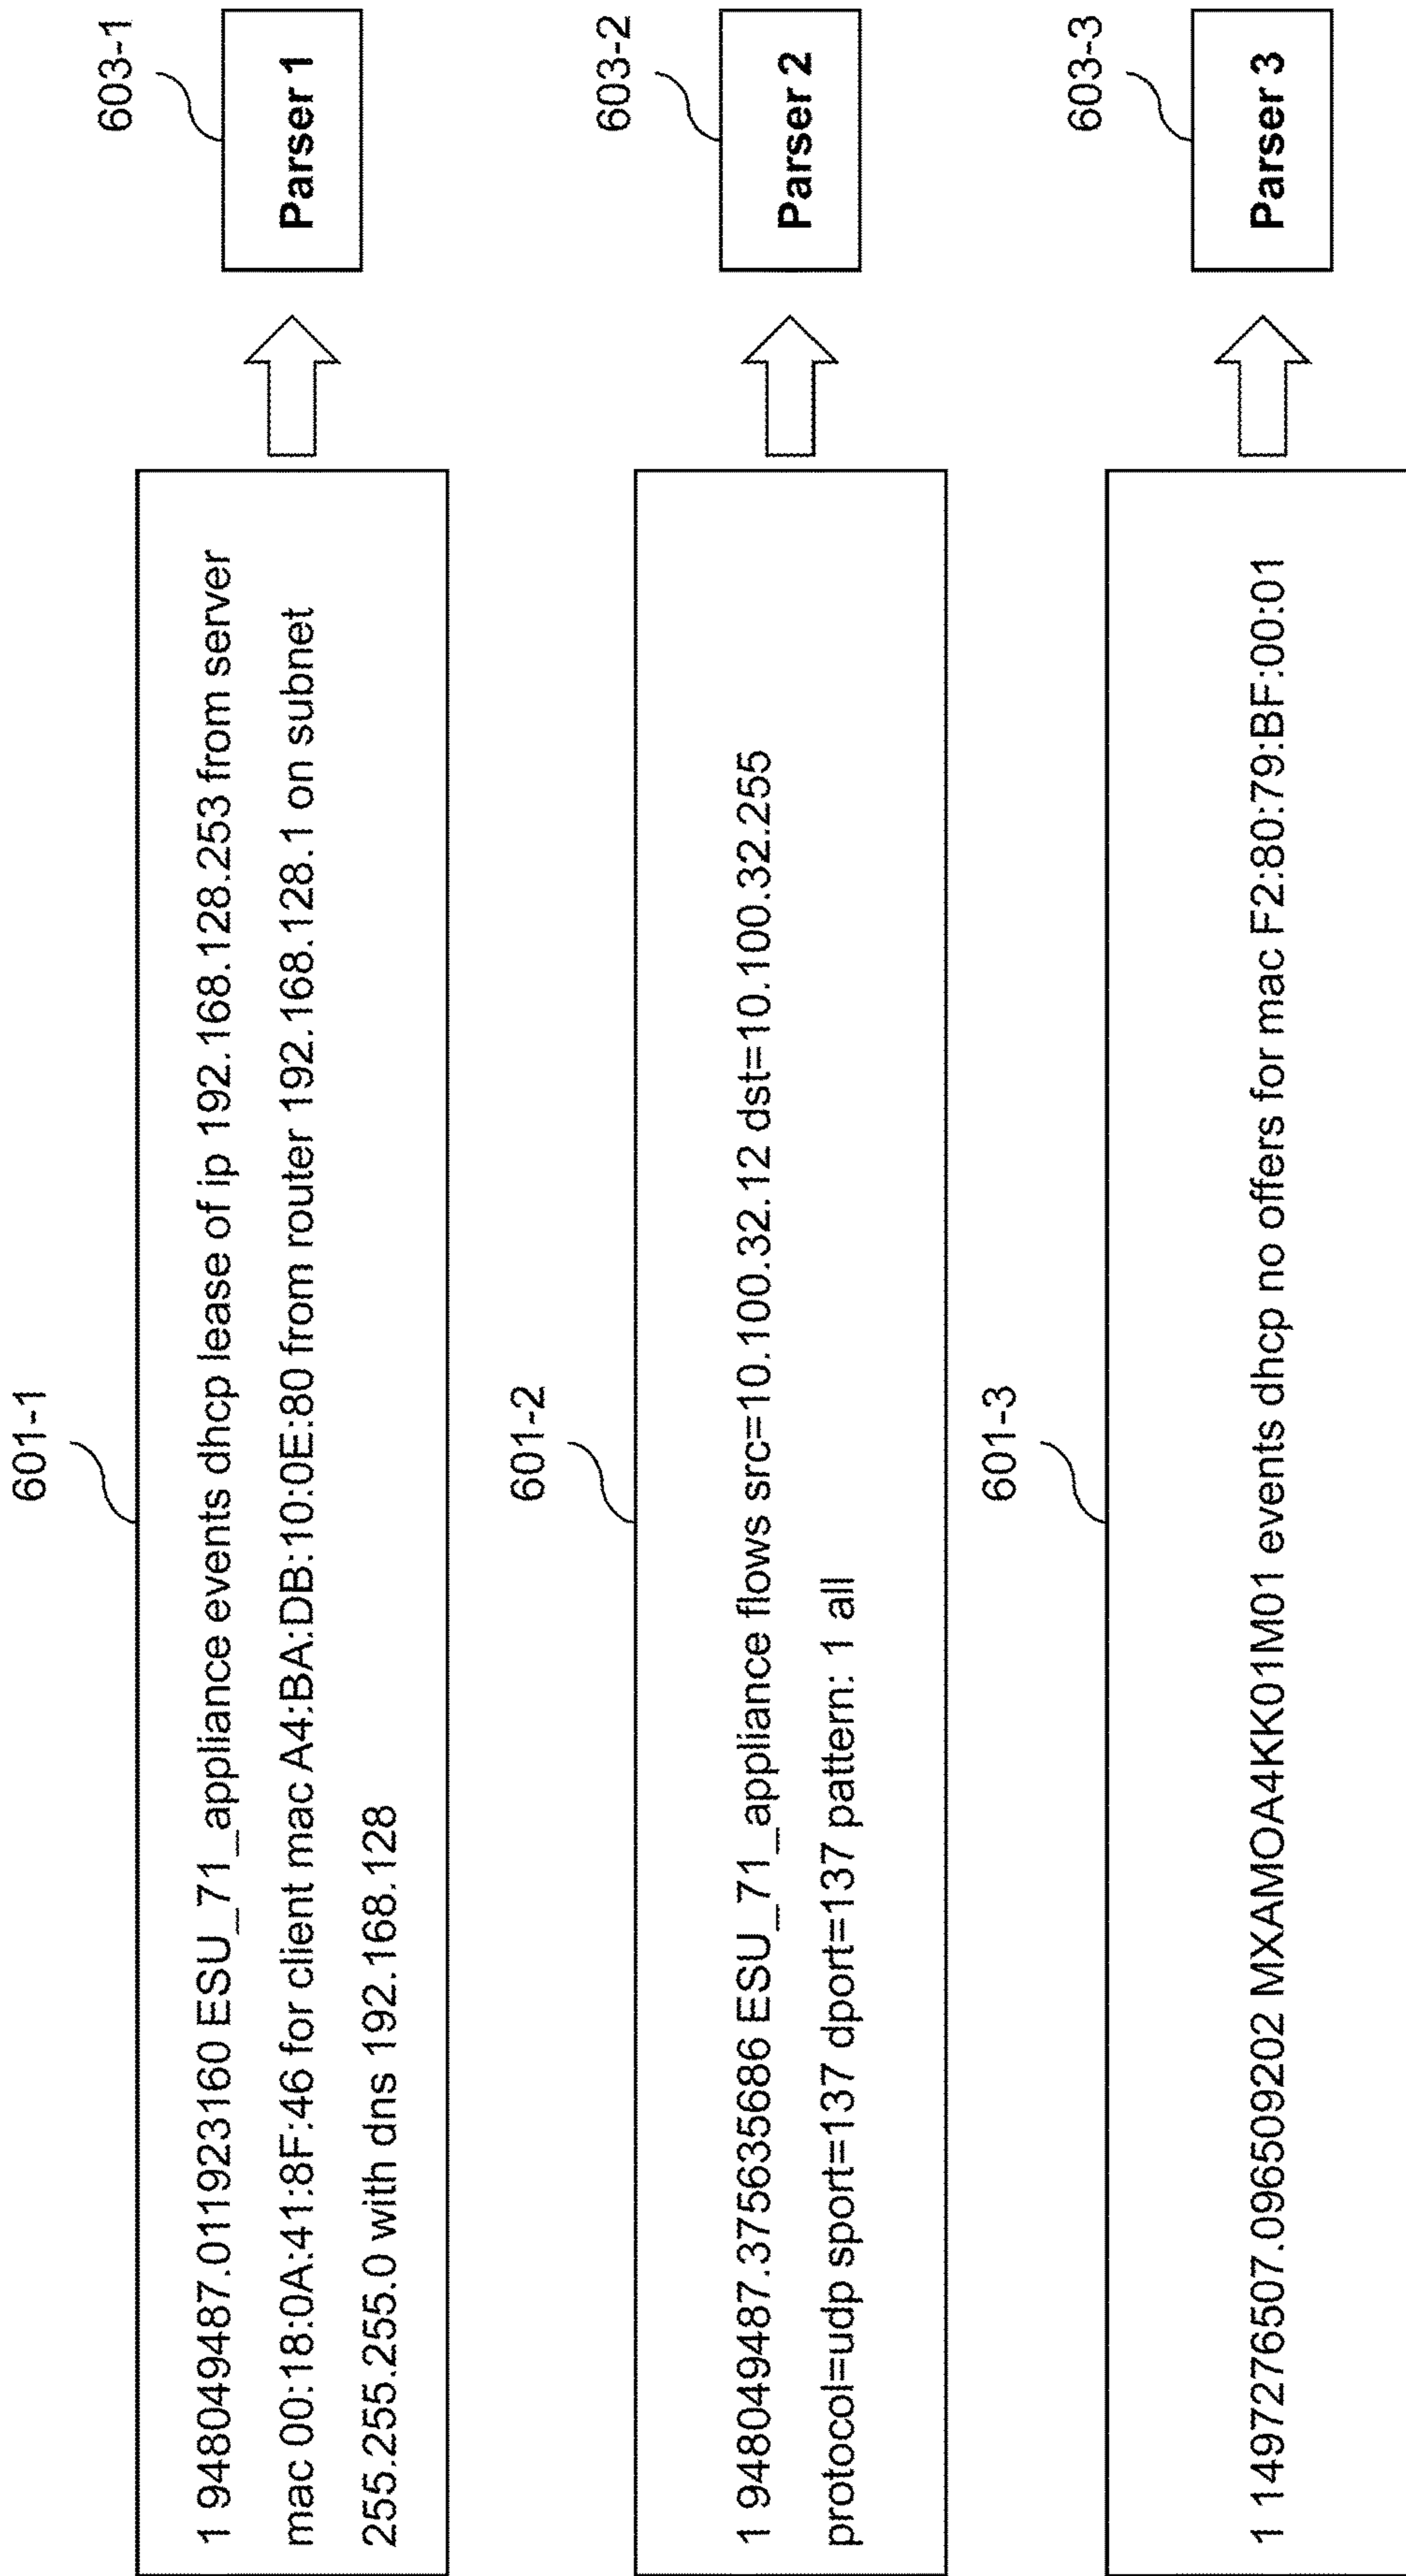 601-1
1 948049487.011923160 ESU_71_appliance events dhcp lease of ip 192.168.128.253 from server
mac 00:18:0A:41:8F:46 for client mac A4:BA:DB:10:0E:80 from router 192.168.128.1 on subnet
255.255.255.0 with dns 192.168.128
603-1
Parser 1
601-2
1 948049487.375635686 ESU_71_appliance flows src=10.100.32.12 dst=10.100.32.255
protocol=udp sport=137 dport=137 pattern: 1 all
603-2
Parser 2
601-3
1 1497276507.096509202 MXAMOA4KK01M01 events dhcp no offers for mac F2:80:79:BF:00:01
603-3
Parser 3